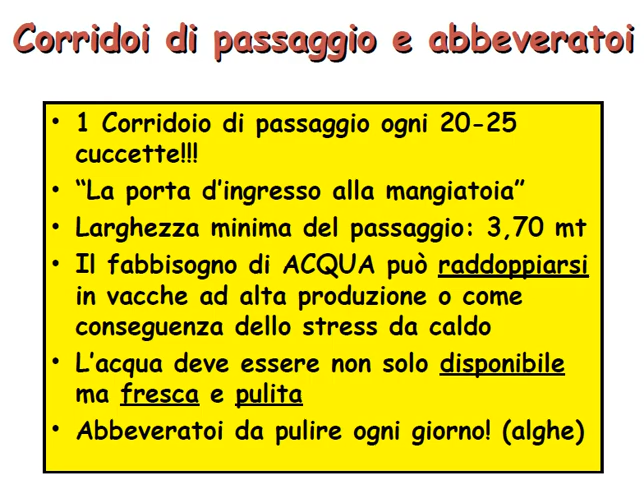 Corridoi di passaggio e abbeveratoi
• 1 Corridoio di passaggio ogni 20-25
cuccette!!!
• “La porta d’ingresso alla mangiatoia”
• Larghezza minima del passaggio: 3,70 mt
• Il fabbisogno di ACQUA può raddoppiarsi
in vacche ad alta produzione o come
conseguenza dello stress da caldo
• L’acqua deve essere non solo disponibile
ma fresca e pulita
• Abbeveratoi da pulire ogni giorno! (alghe)